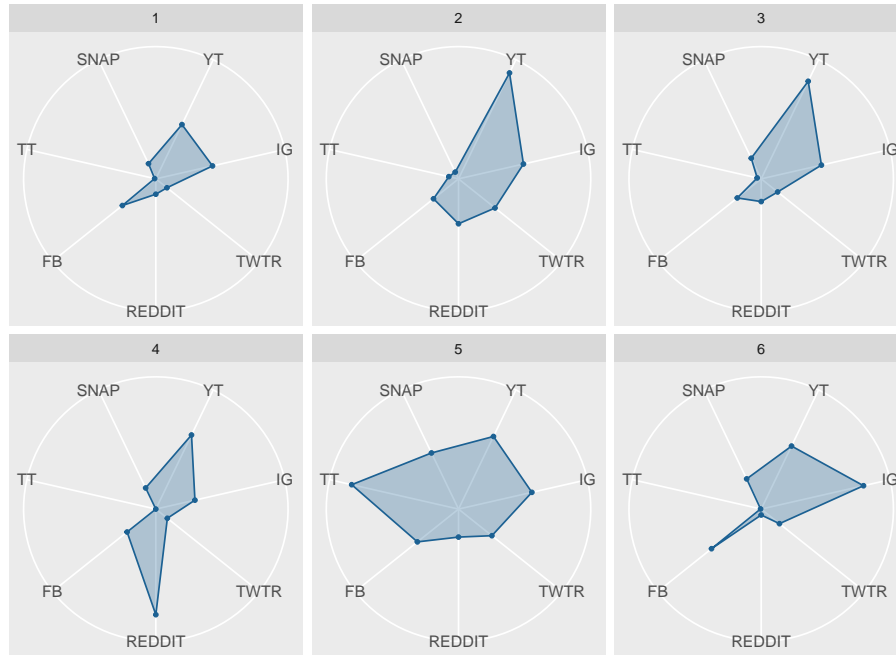 1
SNAP YT
TT IG
FB TWTR
REDDIT
2
SNAP YT
TT IG
FB TWTR
REDDIT
3
SNAP YT
TT IG
FB TWTR
REDDIT
4
SNAP YT
TT IG
FB TWTR
REDDIT
5
SNAP YT
TT IG
FB TWTR
REDDIT
6
SNAP YT
TT IG
FB TWTR
REDDIT